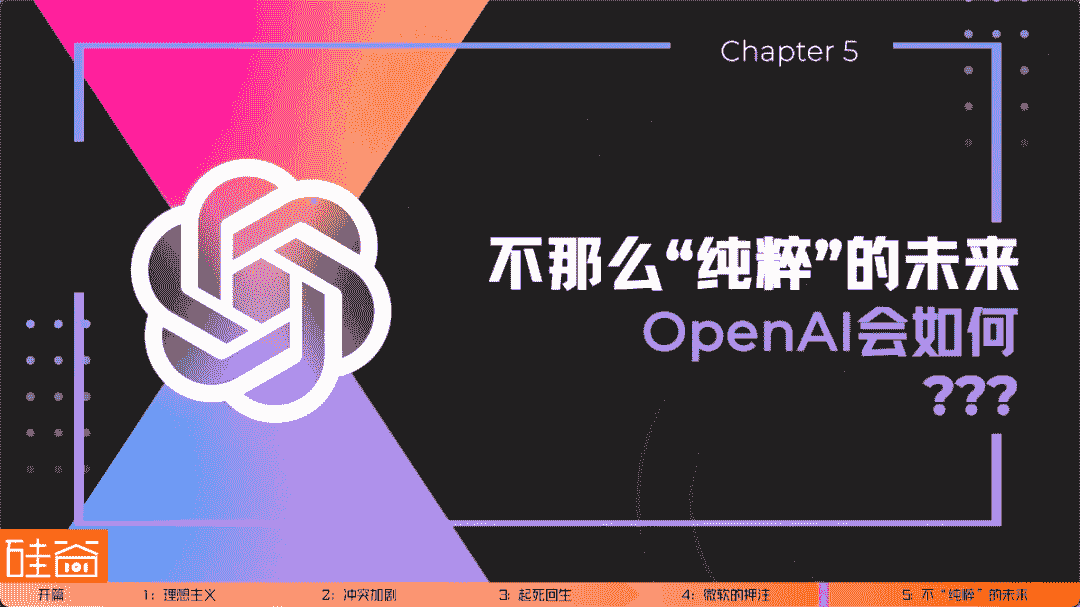 Chapter 5
不那么“纯粹”的未来
OpenAI会如何
???
硅谷
101
开篇
1：理想主义
2：冲突加剧
3：起死回生
4：微软的押注
5：不“纯粹”的未来